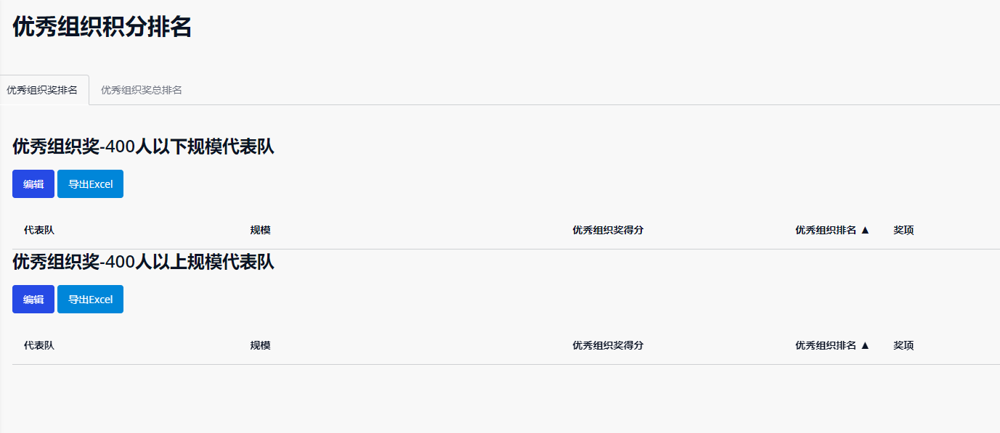 优秀组织积分排名
优秀组织奖排名 优秀组织奖总排名
优秀组织奖-400人以下规模代表队
编辑 导出Excel
代表队 规模 优秀组织奖得分 优秀组织排名 ▲ 奖项
优秀组织奖-400人以上规模代表队
编辑 导出Excel
代表队 规模 优秀组织奖得分 优秀组织排名 ▲ 奖项